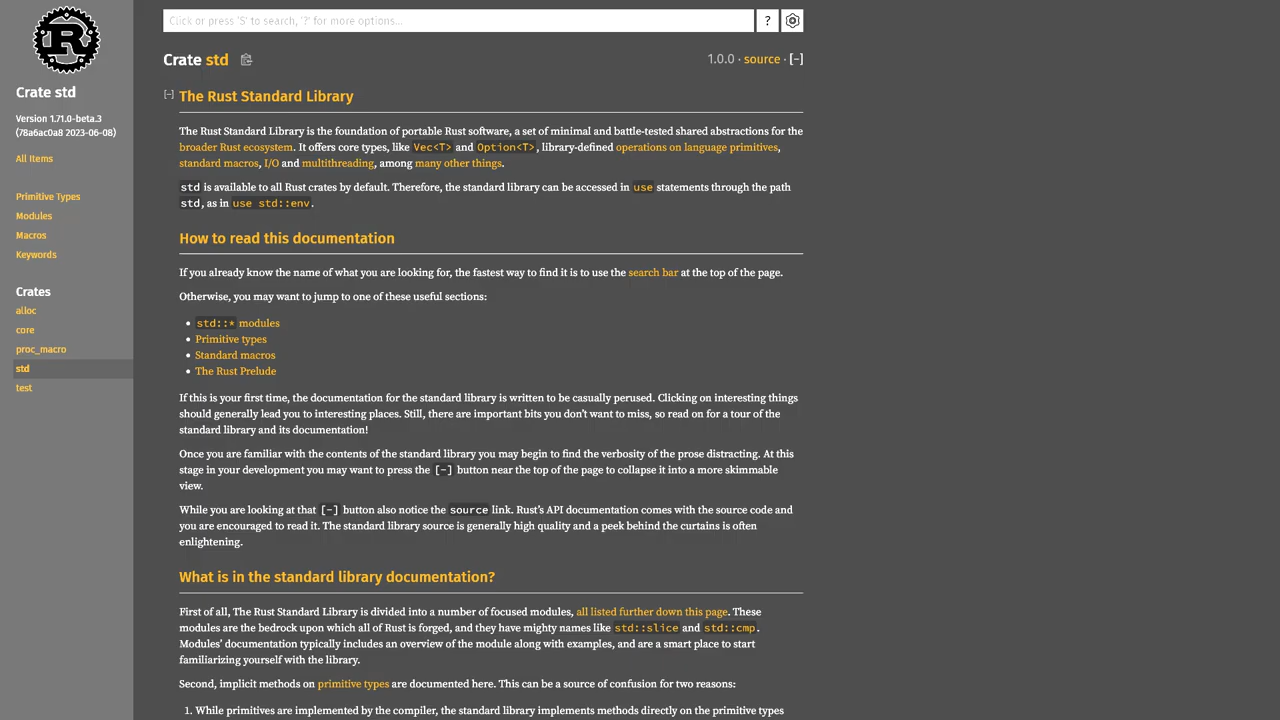 R
Crate std
Version 1.71.0-beta.3
(78a6ac0a8 2023-06-08)
All Items
Primitive Types
Modules
Macros
Keywords
Crates
alloc
core
proc_macro
std
test
Click or press ‘S’ to search, ‘?’ for more options…
?
Crate std
1.0.0 · source · [−]
[−] The Rust Standard Library
The Rust Standard Library is the foundation of portable Rust software, a set of minimal and battle-tested shared abstractions for the
broader Rust ecosystem. It offers core types, like Vec<T> and Option<T>, library-defined operations on language primitives,
standard macros, I/O and multithreading, among many other things.
std is available to all Rust crates by default. Therefore, the standard library can be accessed in use statements through the path
std, as in use std::env.
How to read this documentation
If you already know the name of what you are looking for, the fastest way to find it is to use the search bar at the top of the page.
Otherwise, you may want to jump to one of these useful sections:
• std::* modules
• Primitive types
• Standard macros
• The Rust Prelude
If this is your first time, the documentation for the standard library is written to be casually perused. Clicking on interesting things
should generally lead you to interesting places. Still, there are important bits you don’t want to miss, so read on for a tour of the
standard library and its documentation!
Once you are familiar with the contents of the standard library you may begin to find the verbosity of the prose distracting. At this
stage in your development you may want to press the [-] button near the top of the page to collapse it into a more skimmable
view.
While you are looking at that [-] button also notice the source link. Rust’s API documentation comes with the source code and
you are encouraged to read it. The standard library source is generally high quality and a peek behind the curtains is often
enlightening.
What is in the standard library documentation?
First of all, The Rust Standard Library is divided into a number of focused modules, all listed further down this page. These
modules are the bedrock upon which all of Rust is forged, and they have mighty names like std::slice and std::cmp.
Modules’ documentation typically includes an overview of the module along with examples, and are a smart place to start
familiarizing yourself with the library.
Second, implicit methods on primitive types are documented here. This can be a source of confusion for two reasons:
1. While primitives are implemented by the compiler, the standard library implements methods directly on the primitive types